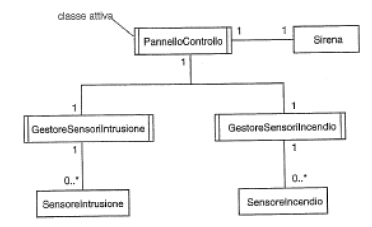 classe attiva
PannelloControllo
1
1
Sirena
1
1
1
GestoreSensoriIntrusione
GestoreSensoriIncendio
1
1
0..*
0..*
SensoreIntrusione
SensoreIncendio